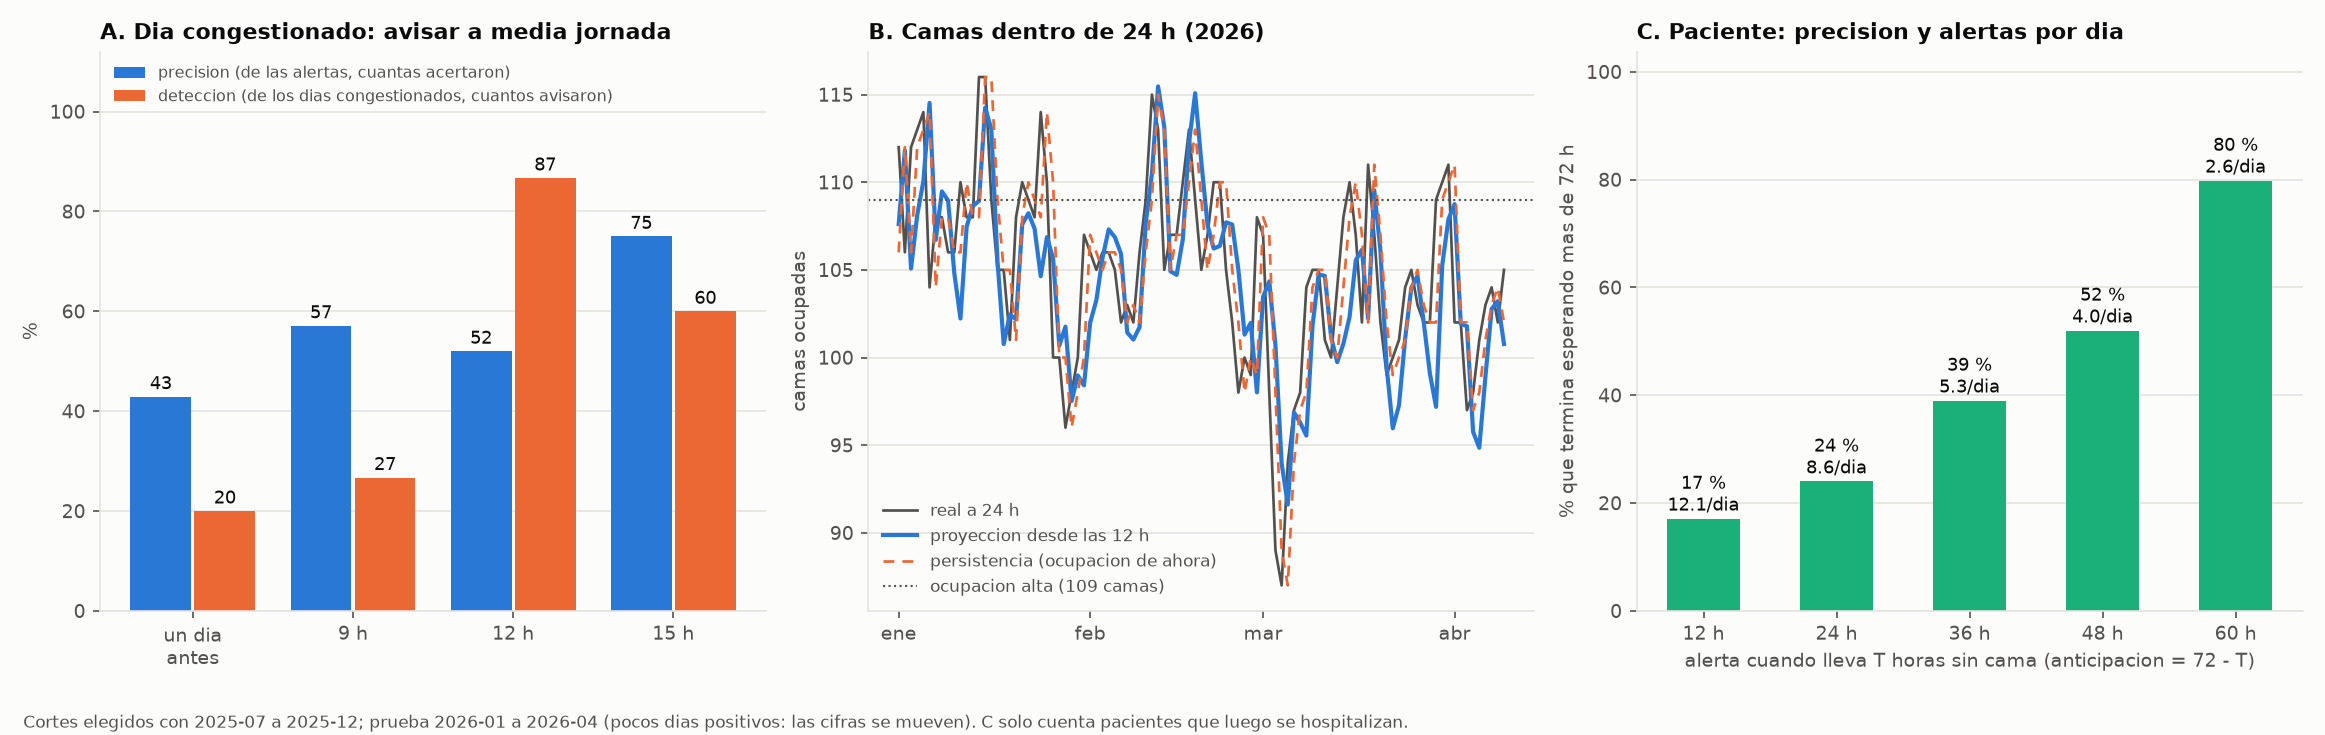 A. Dia congestionado: avisar a media jornada
precision (de las alertas, cuantas acertaron)
deteccion (de los dias congestionados, cuantos avisaron)
%
100
80
60
40
20
0
43
20
57
27
52
87
75
60
un dia
antes
9 h
12 h
15 h
B. Camas dentro de 24 h (2026)
camas ocupadas
115
110
105
100
95
90
real a 24 h
proyeccion desde las 12 h
persistencia (ocupacion de ahora)
ocupacion alta (109 camas)
ene
feb
mar
abr
C. Paciente: precision y alertas por dia
% que termina esperando mas de 72 h
100
80
60
40
20
0
17 %
12.1/dia
24 %
8.6/dia
39 %
5.3/dia
52 %
4.0/dia
80 %
2.6/dia
12 h
24 h
36 h
48 h
60 h
alerta cuando lleva T horas sin cama (anticipacion = 72 - T)
Cortes elegidos con 2025-07 a 2025-12; prueba 2026-01 a 2026-04 (pocos dias positivos: las cifras se mueven). C solo cuenta pacientes que luego se hospitalizan.